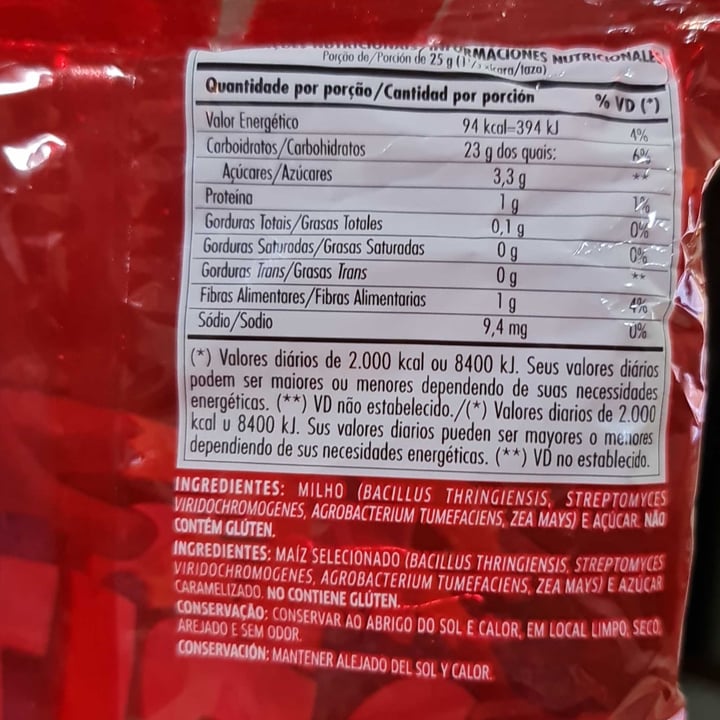 INFORMACIONES NUTRICIONALES
Porção de/Porción de 25 g (1 xícara/taza)
Quantidade por porção/Cantidad por porción % VD (*)
Valor Energético 94 kcal=394 kJ 4%
Carboidratos/Carbohidratos 23 g dos quais: 6%
Açúcares/Azúcares 3,3 g **
Proteína 1 g 1%
Gorduras Totais/Grasas Totales 0,1 g 0%
Gorduras Saturadas/Grasas Saturadas 0 g 0%
Gorduras Trans/Grasas Trans 0 g **
Fibras Alimentares/Fibras Alimentarias 1 g 4%
Sódio/Sodio 9,4 mg 0%
(*) Valores diários de 2.000 kcal ou 8400 kJ. Seus valores diários
podem ser maiores ou menores dependendo de suas necessidades
energéticas. (**) VD não estabelecido./(*) Valores diarios de 2.000
kcal u 8400 kJ. Sus valores diarios pueden ser mayores o menores
dependiendo de sus necesidades energéticas. (**) VD no establecido.
INGREDIENTES: MILHO (BACILLUS THRINGIENSIS, STREPTOMYCES
VIRIDOCHROMOGENES, AGROBACTERIUM TUMEFACIENS, ZEA MAYS) E AÇÚCAR. NÃO
CONTÉM GLÚTEN.
INGREDIENTES: MAÍZ SELECIONADO (BACILLUS THRINGIENSIS, STREPTOMYCES
VIRIDOCHROMOGENES, AGROBACTERIUM TUMEFACIENS, ZEA MAYS) E AZÚCAR
CARAMELIZADO. NO CONTIENE GLÚTEN.
CONSERVAÇÃO: CONSERVAR AO ABRIGO DO SOL E CALOR, EM LOCAL LIMPO, SECO,
AREJADO E SEM ODOR.
CONSERVACIÓN: MANTENER ALEJADO DEL SOL Y CALOR.